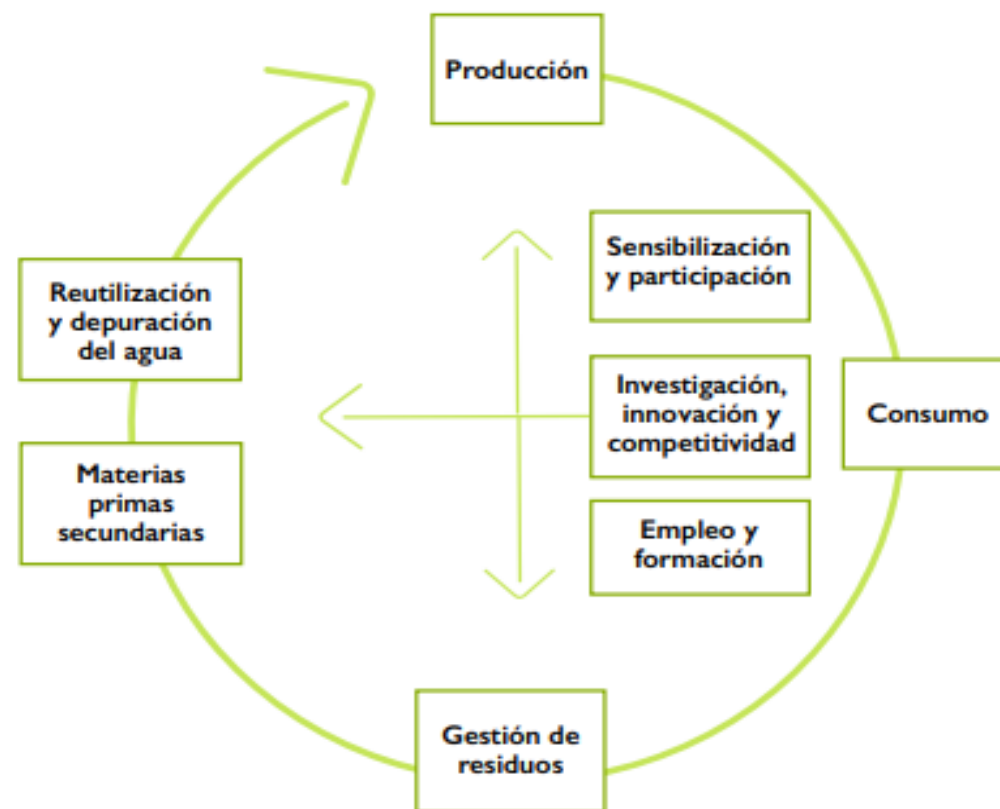 Producción
Sensibilización
y participación
Reutilización
y depuración
del agua
Investigación,
innovación y
competitividad
Consumo
Materias
primas
secundarias
Empleo y
formación
Gestión de
residuos